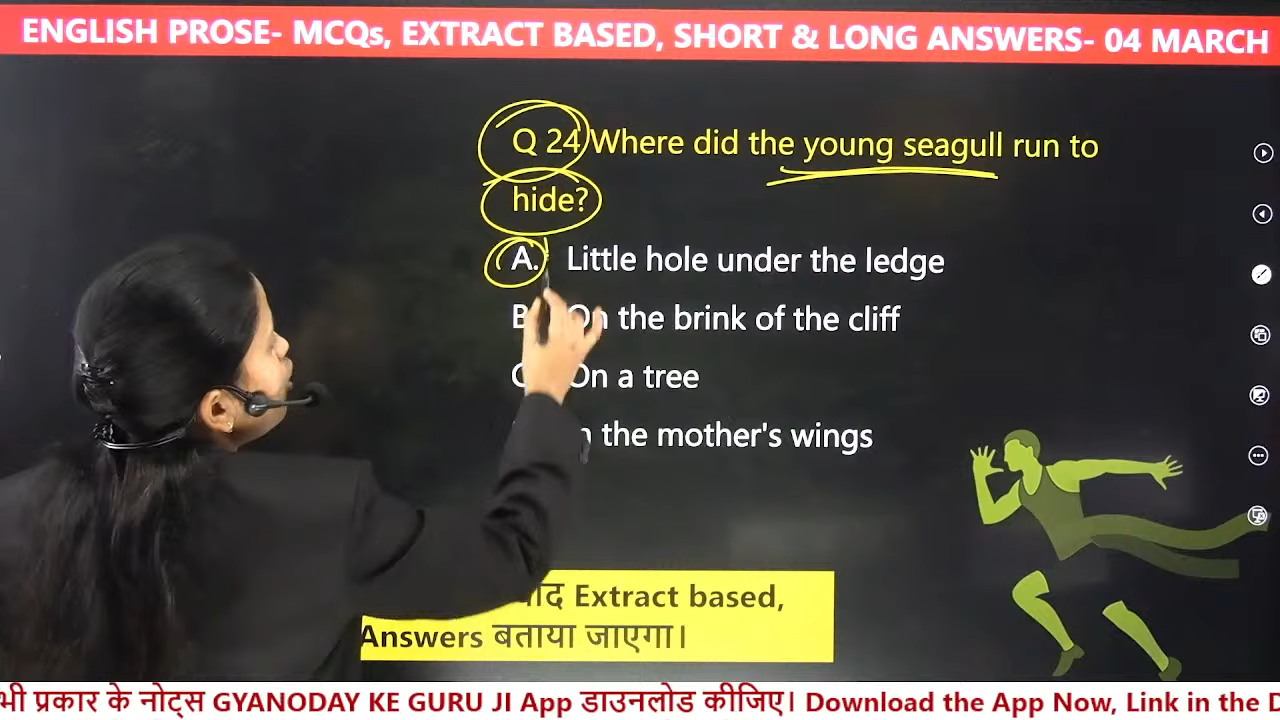 ENGLISH PROSE- MCQs, EXTRACT BASED, SHORT & LONG ANSWERS- 04 MARCH
Q 24 Where did the young seagull run to
hide?
A. Little hole under the ledge
B On the brink of the cliff
On a tree
the mother's wings
Extract based,
Answers बताया जाएगा।
भी प्रकार के नोट्स GYANODAY KE GURU JI App डाउनलोड कीजिए। Download the App Now, Link in the D